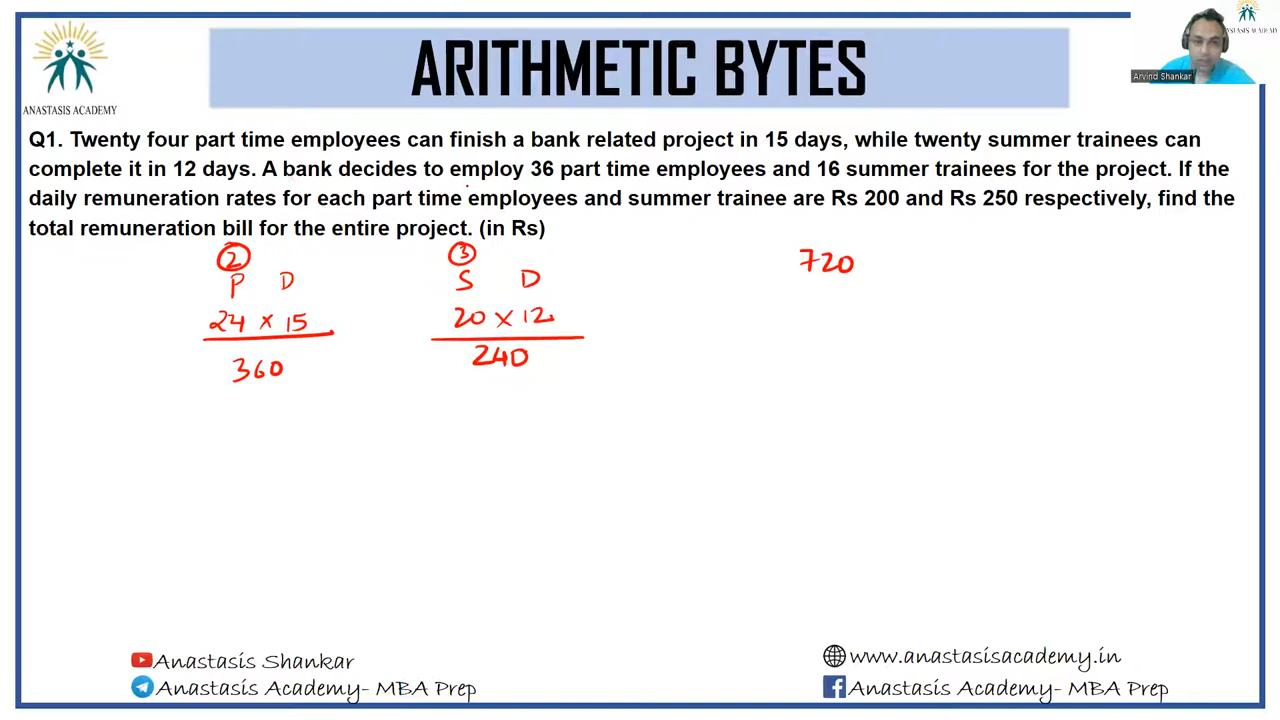 ARITHMETIC BYTES
ANASTASIS ACADEMY
ANASTASIS ACADEMY
Arvind Shankar
Q1. Twenty four part time employees can finish a bank related project in 15 days, while twenty summer trainees can
complete it in 12 days. A bank decides to employ 36 part time employees and 16 summer trainees for the project. If the
daily remuneration rates for each part time employees and summer trainee are Rs 200 and Rs 250 respectively, find the
total remuneration bill for the entire project. (in Rs)
2 3 720
P D S D
24 × 15 20 × 12
360 240
Anastasis Shankar www.anastasisacademy.in
Anastasis Academy- MBA Prep Anastasis Academy- MBA Prep